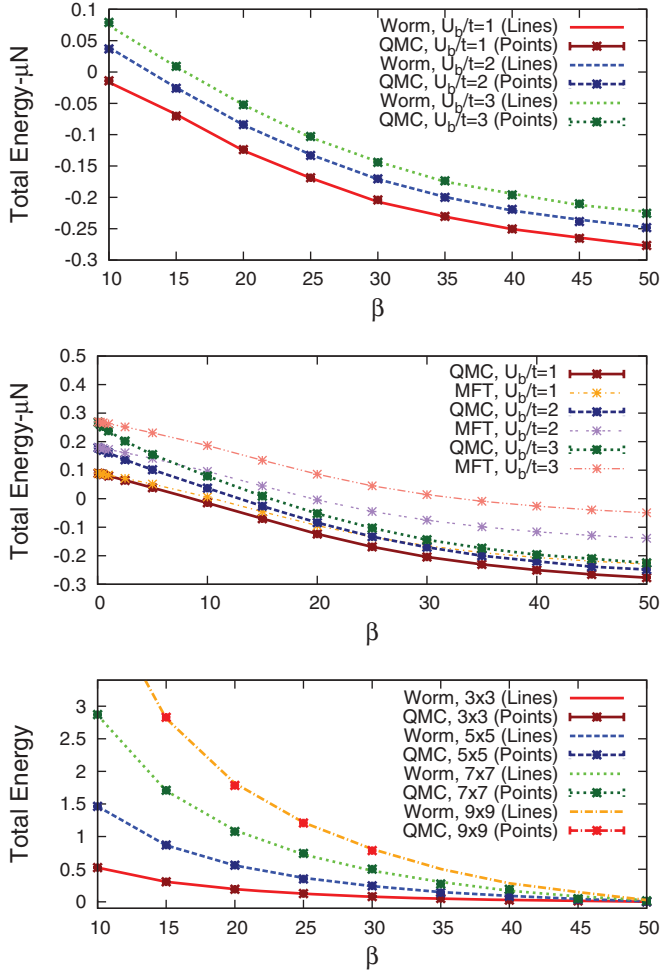 0.1
0.05
0
-0.05
-0.1
-0.15
-0.2
-0.25
-0.3
Total Energy-μN
Worm, U_b/t=1 (Lines)
QMC, U_b/t=1 (Points)
Worm, U_b/t=2 (Lines)
QMC, U_b/t=2 (Points)
Worm, U_b/t=3 (Lines)
QMC, U_b/t=3 (Points)
10 15 20 25 30 35 40 45 50
β
0.5
0.4
0.3
0.2
0.1
0
-0.1
-0.2
-0.3
Total Energy-μN
QMC, U_b/t=1
MFT, U_b/t=1
QMC, U_b/t=2
MFT, U_b/t=2
QMC, U_b/t=3
MFT, U_b/t=3
0 10 20 30 40 50
β
3
2.5
2
1.5
1
0.5
0
Total Energy
Worm, 3x3 (Lines)
QMC, 3x3 (Points)
Worm, 5x5 (Lines)
QMC, 5x5 (Points)
Worm, 7x7 (Lines)
QMC, 7x7 (Points)
Worm, 9x9 (Lines)
QMC, 9x9 (Points)
10 15 20 25 30 35 40 45 50
β